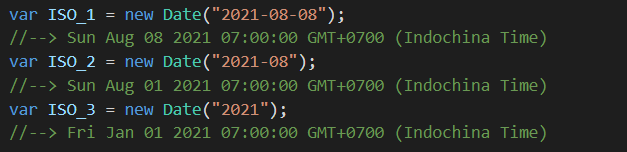 var ISO_1 = new Date("2021-08-08");
//--> Sun Aug 08 2021 07:00:00 GMT+0700 (Indochina Time)
var ISO_2 = new Date("2021-08");
//--> Sun Aug 01 2021 07:00:00 GMT+0700 (Indochina Time)
var ISO_3 = new Date("2021");
//--> Fri Jan 01 2021 07:00:00 GMT+0700 (Indochina Time)